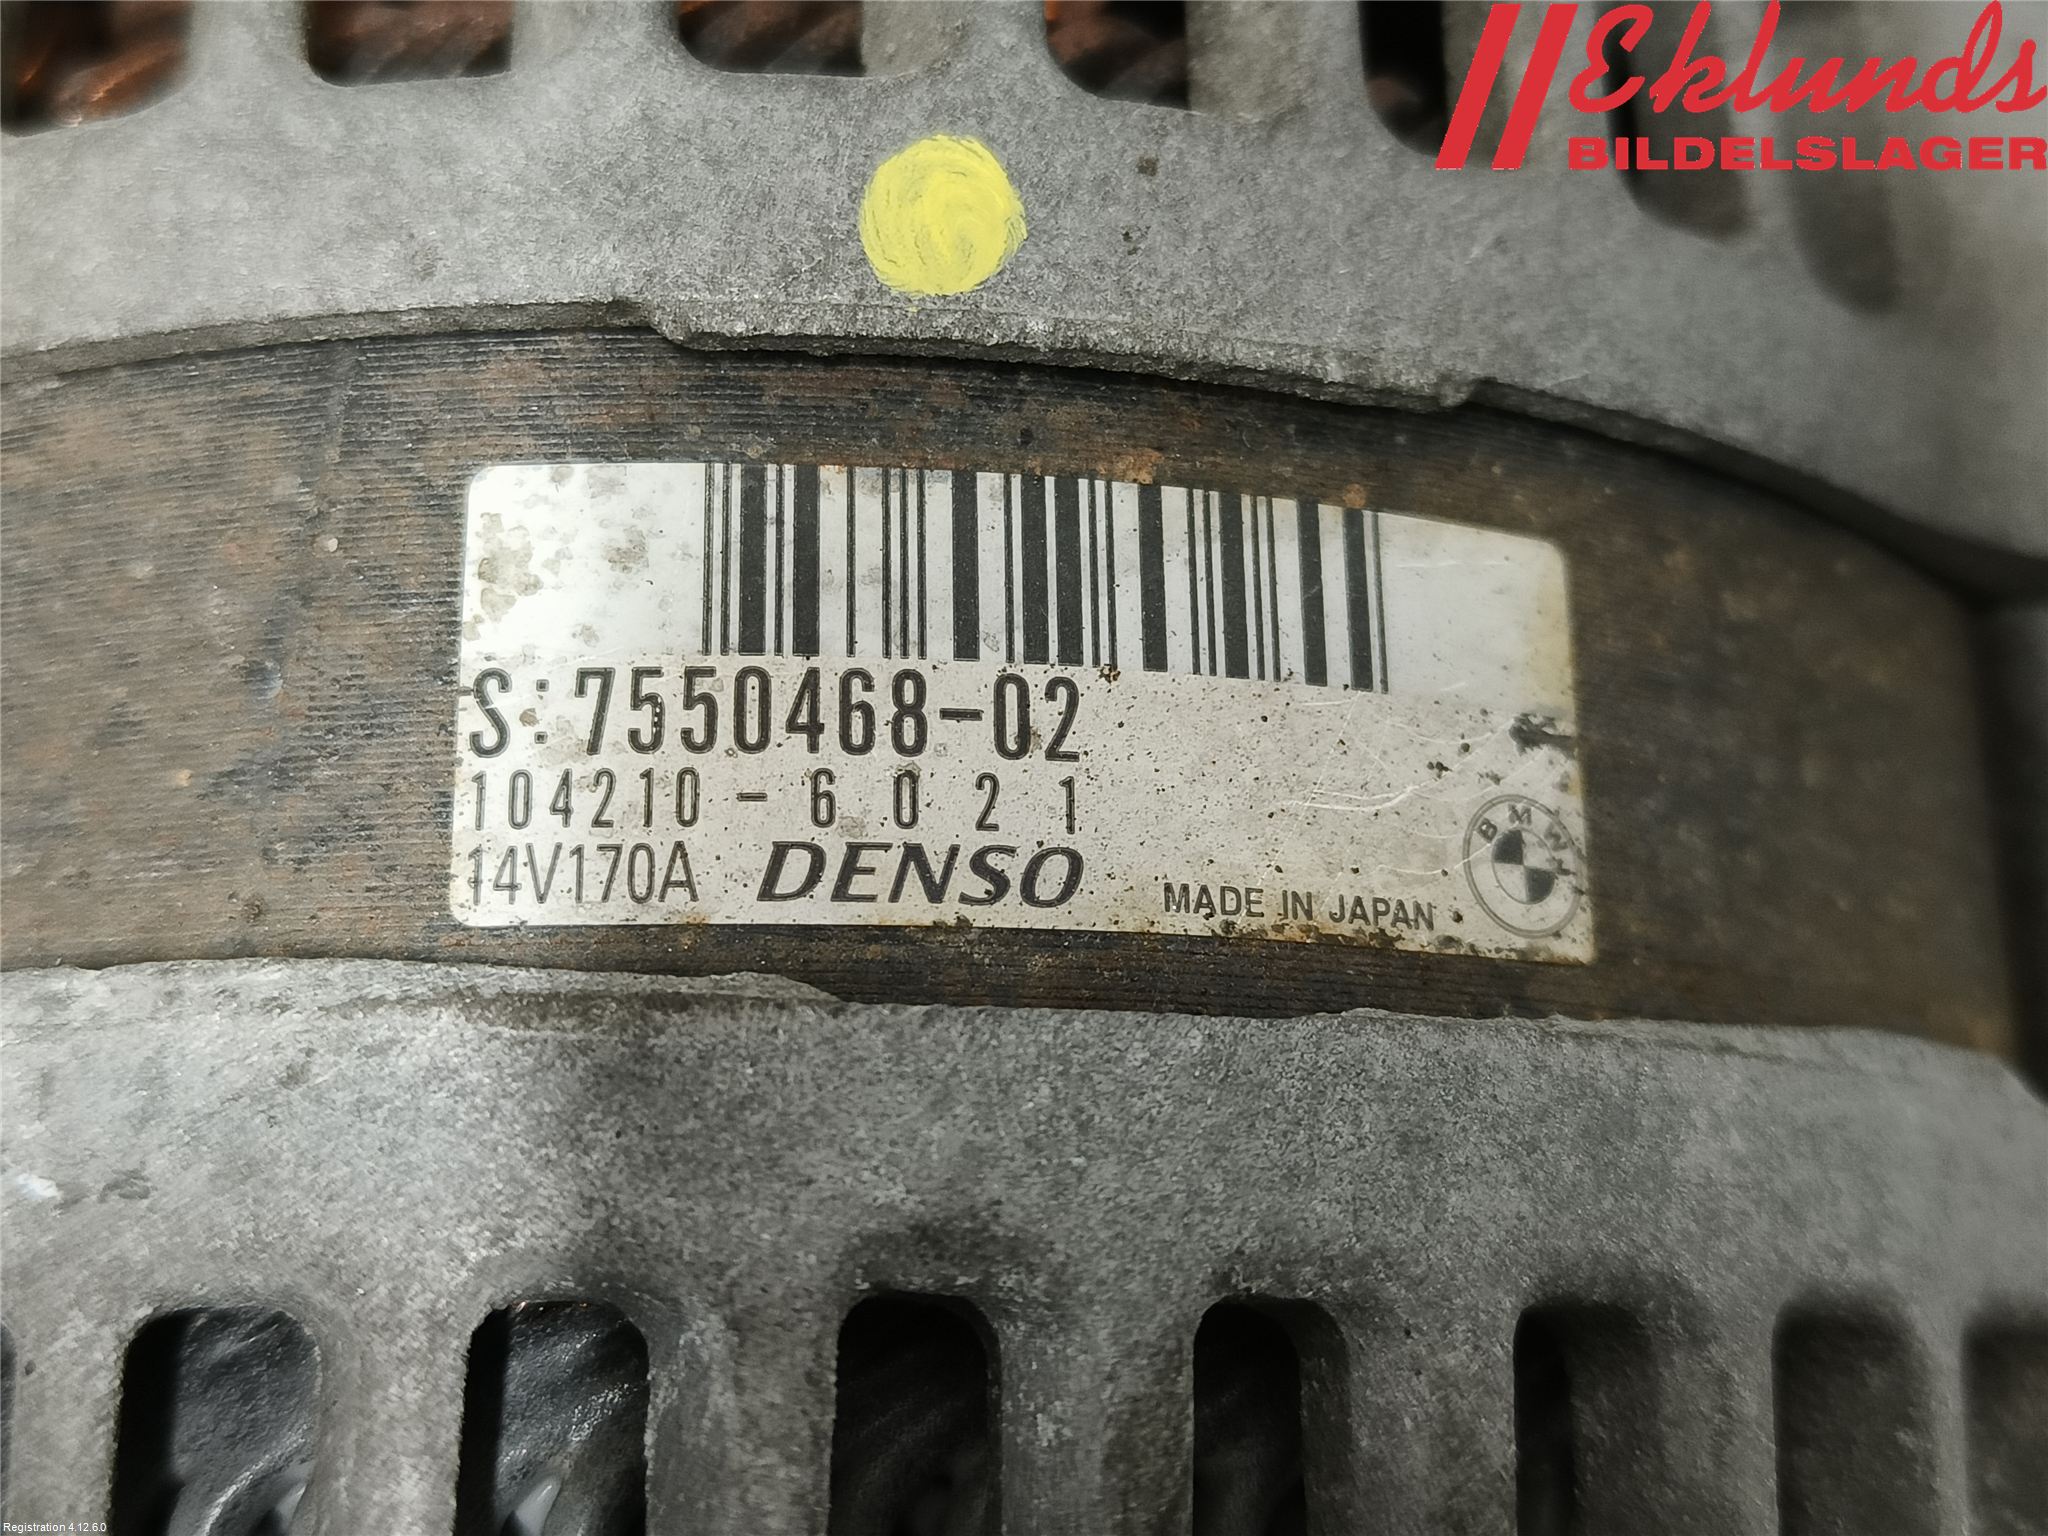 Eklunds
BILDELSLAGER
S:7550468-02
104210-6021
14V170A DENSO MADE IN JAPAN
BMW
Registration 4.12.6.0